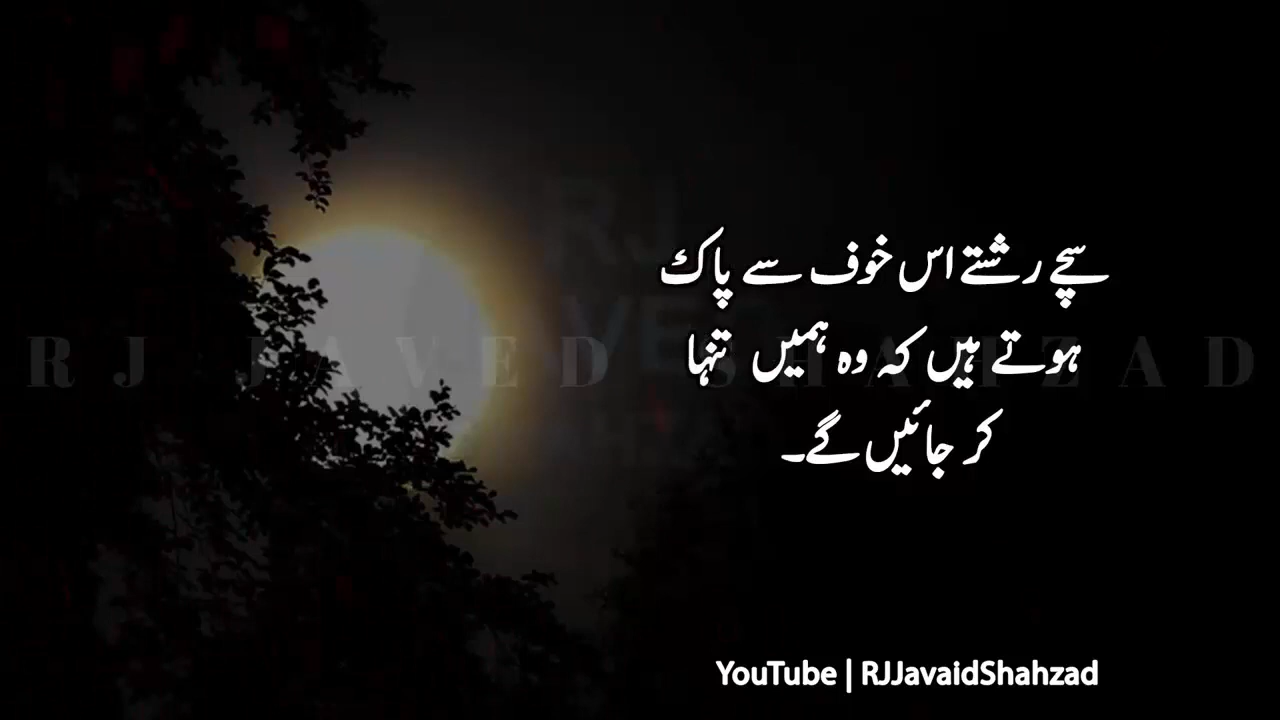 سچے رشتے اس خوف سے پاک
ہوتے ہیں کہ وہ ہمیں تنہا
کر جائیں گے۔
RJ JAVED SHAHZAD
YouTube | RJJavaidShahzad